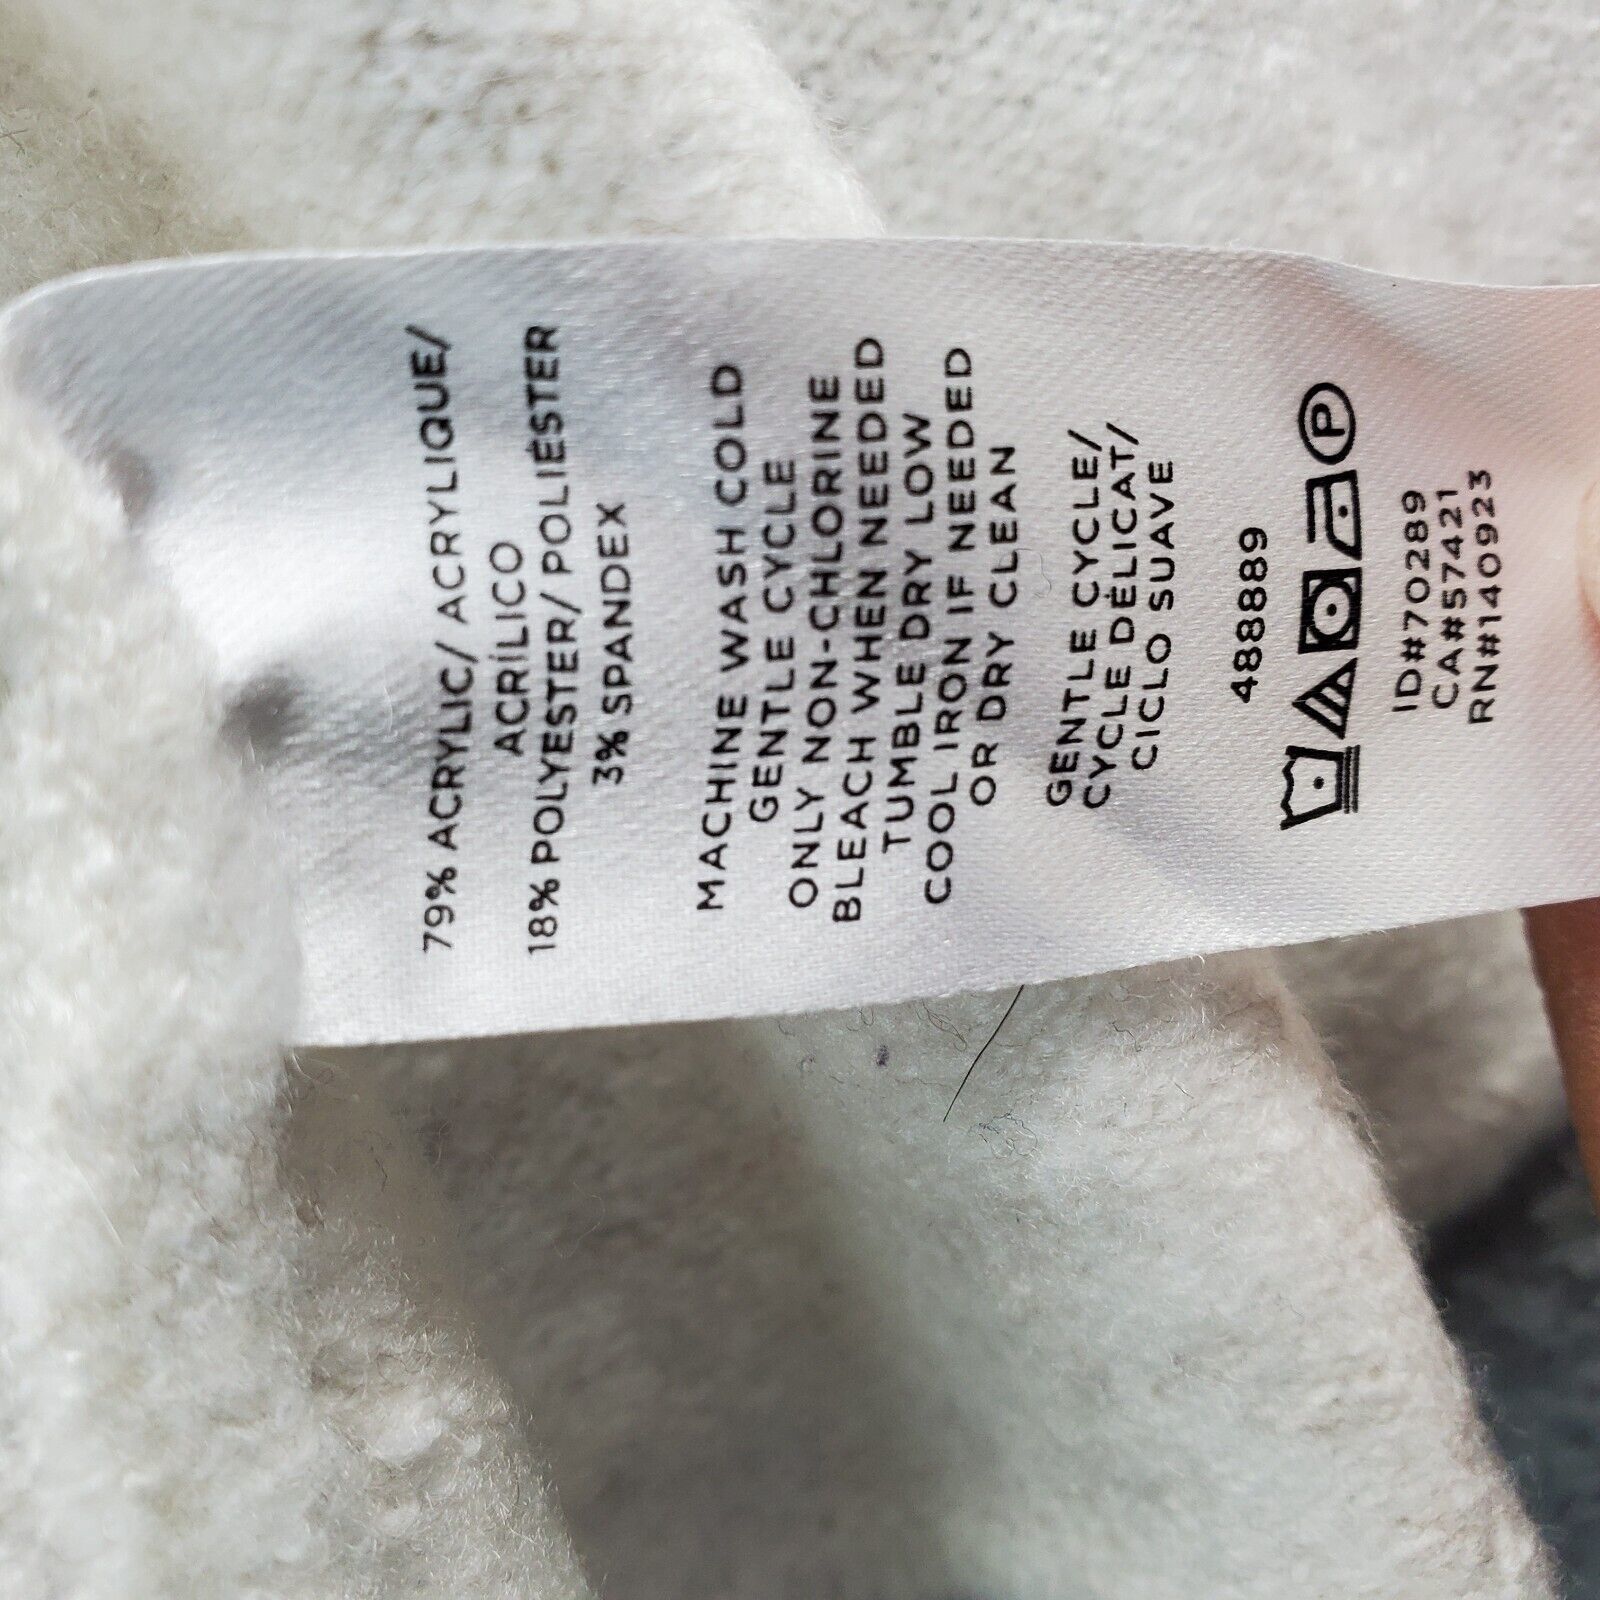 79% ACRYLIC/ ACRYLIQUE/
ACRÍLICO
18% POLYESTER/ POLIÉSTER
3% SPANDEX
MACHINE WASH COLD
GENTLE CYCLE
ONLY NON-CHLORINE
BLEACH WHEN NEEDED
TUMBLE DRY LOW
COOL IRON IF NEEDED
OR DRY CLEAN
GENTLE CYCLE/
CYCLE DÉLICAT/
CICLO SUAVE
488889
P
ID#70289
CA#57421
RN#140923